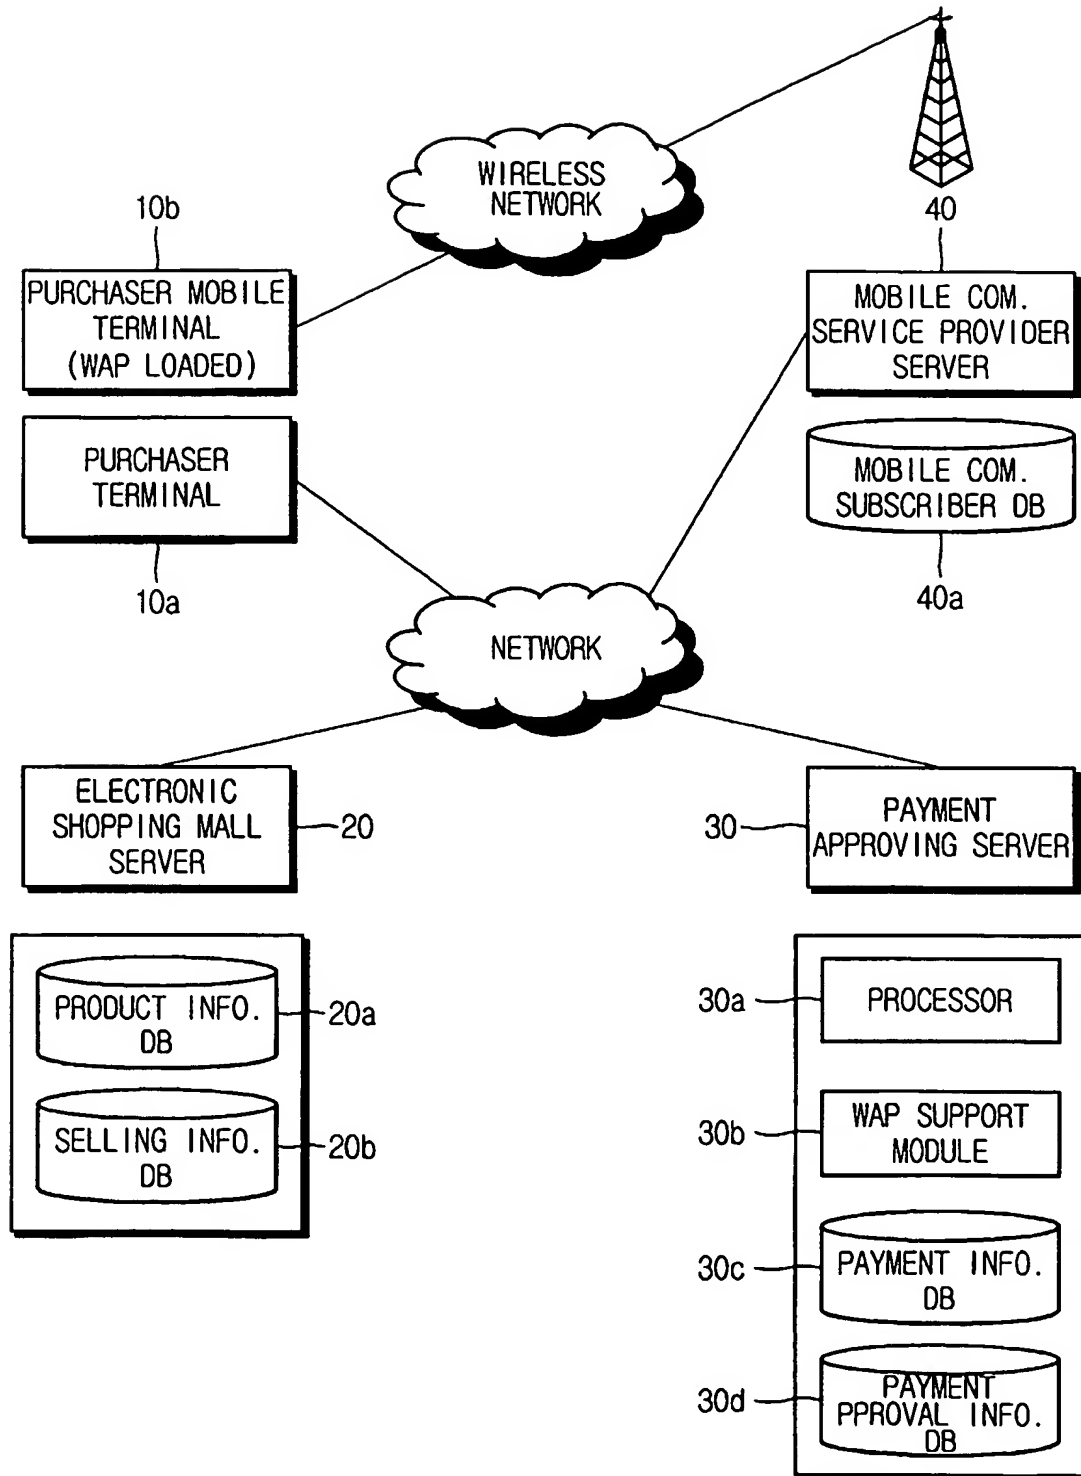 WIRELESS
NETWORK
10b
40
PURCHASER MOBILE
TERMINAL
(WAP LOADED)
MOBILE COM.
SERVICE PROVIDER
SERVER
PURCHASER
TERMINAL
MOBILE COM.
SUBSCRIBER DB
10a
40a
NETWORK
ELECTRONIC
SHOPPING MALL
SERVER
20
30
PAYMENT
APPROVING SERVER
PRODUCT INFO.
DB
20a
SELLING INFO.
DB
20b
30a
PROCESSOR
30b
WAP SUPPORT
MODULE
30c
PAYMENT INFO.
DB
30d
PAYMENT
PPROVAL INFO.
DB